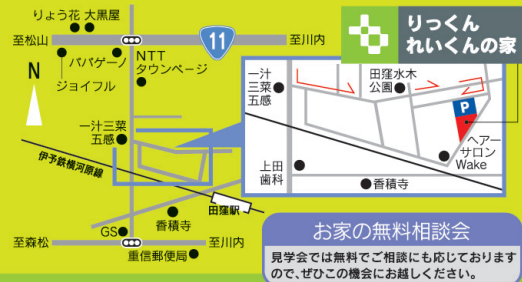 りょう花 大黒屋
至松山
11
至川内
パパゲーノ
NTT
タウンページ
ジョイフル
N
一汁三菜
五感
伊予鉄横河原線
田窪駅
香積寺
GS
至森松
至川内
重信郵便局
りっくん
れいくんの家
一汁
三菜
五感
田窪水木
公園
P
ヘアー
サロン
Wake
上田
歯科
香積寺
お家の無料相談会
見学会では無料でご相談にも応じております
ので、ぜひこの機会にお越しください。